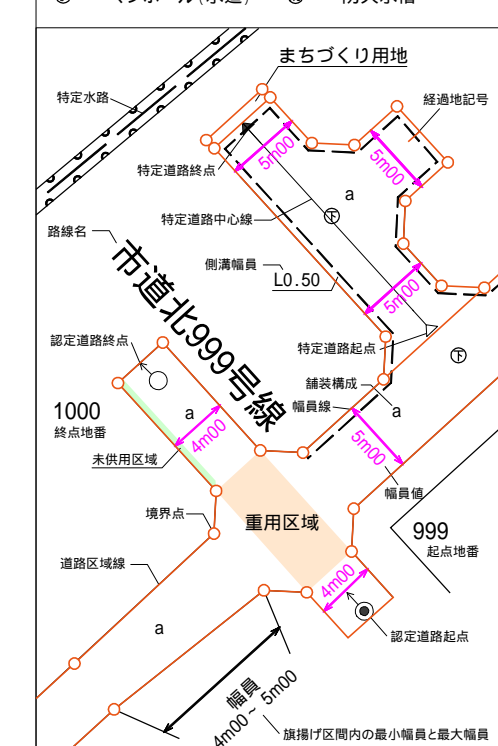 まちづくり用地
特定水路
経過地記号
5m00
5m00
特定道路終点
a
特定道路中心線
下
路線名
市道北999号線
側溝幅員
L0.50
5m00
認定道路終点
特定道路起点
下
舗装構成
a
幅員線
a
1000
終点地番
4m00
5m00
未供用区域
幅員値
境界点
重用区域
999
起点地番
道路区域線
4m00
a
認定道路起点
幅員
4m00~5m00
旗揚げ区間内の最小幅員と最大幅員